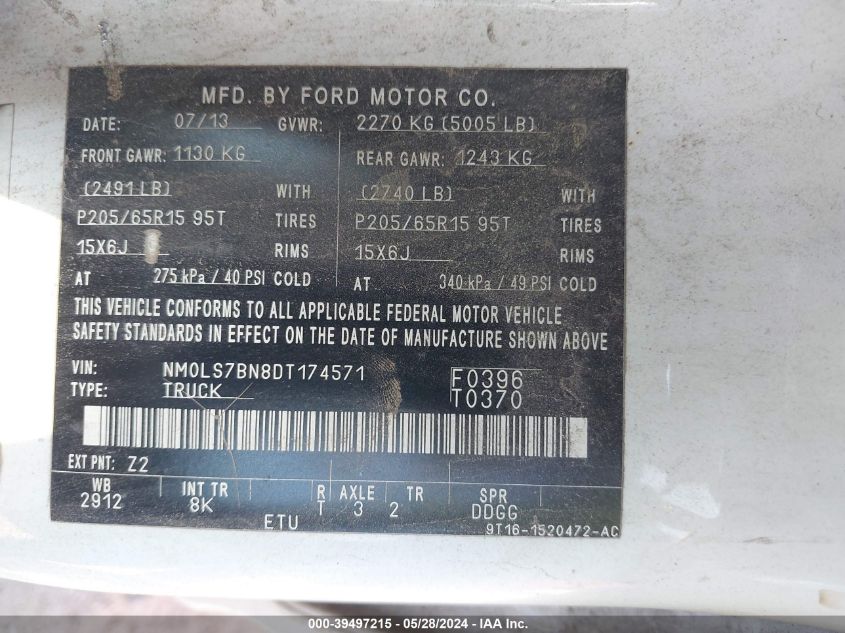 MFD. BY FORD MOTOR CO.
DATE: 07/13 GVWR: 2270 KG (5005 LB)
FRONT GAWR: 1130 KG REAR GAWR: 1243 KG
(2491 LB) WITH (2740 LB) WITH
P205/65R15 95T TIRES P205/65R15 95T TIRES
15X6J RIMS 15X6J RIMS
AT 275 kPa / 40 PSI COLD AT 340 kPa / 49 PSI COLD
THIS VEHICLE CONFORMS TO ALL APPLICABLE FEDERAL MOTOR VEHICLE
SAFETY STANDARDS IN EFFECT ON THE DATE OF MANUFACTURE SHOWN ABOVE
VIN: NM0LS7BN8DT174571 F0396
TYPE: TRUCK T0370
EXT PNT: Z2
WB INT TR R AXLE TR SPR
2912 8K T 3 2 DDGG
ETU 9T16-1520472-AC
000-39497215 - 05/28/2024 - IAA Inc.